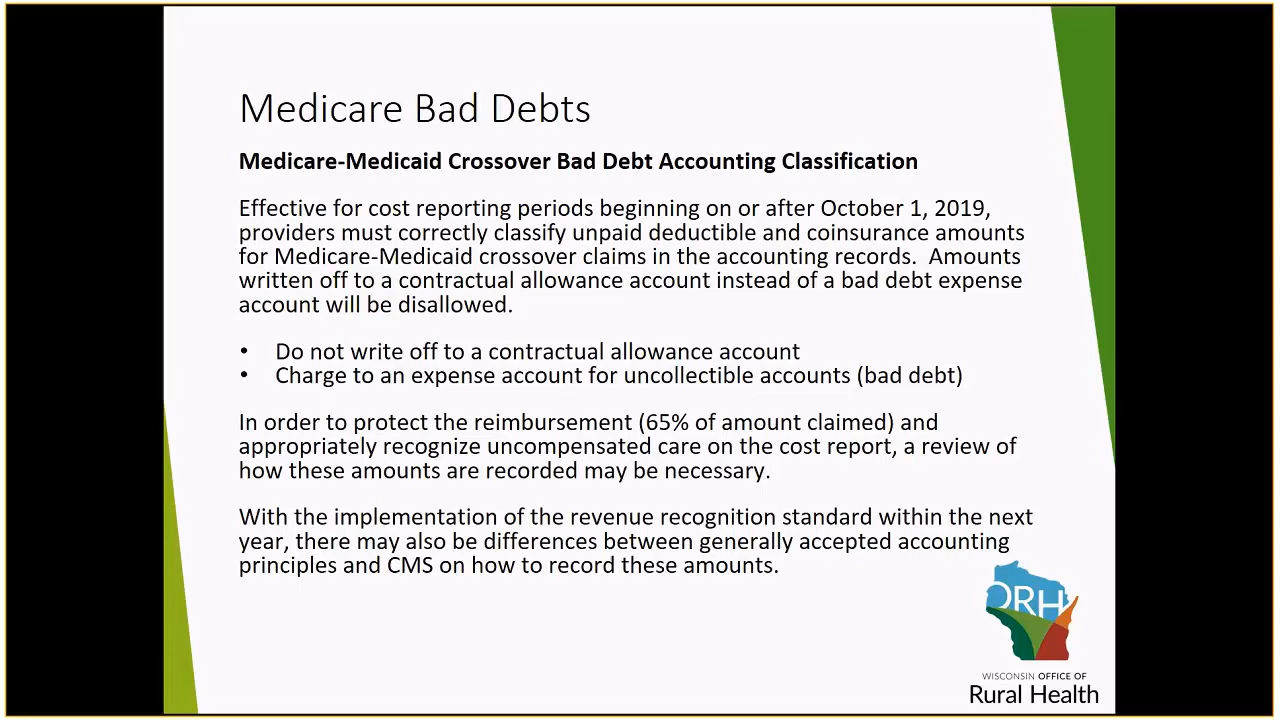 Medicare Bad Debts
Medicare-Medicaid Crossover Bad Debt Accounting Classification
Effective for cost reporting periods beginning on or after October 1, 2019,
providers must correctly classify unpaid deductible and coinsurance amounts
for Medicare-Medicaid crossover claims in the accounting records.  Amounts
written off to a contractual allowance account instead of a bad debt expense
account will be disallowed.
• Do not write off to a contractual allowance account
• Charge to an expense account for uncollectible accounts (bad debt)
In order to protect the reimbursement (65% of amount claimed) and
appropriately recognize uncompensated care on the cost report, a review of
how these amounts are recorded may be necessary.
With the implementation of the revenue recognition standard within the next
year, there may also be differences between generally accepted accounting
principles and CMS on how to record these amounts.
ORH
WISCONSIN OFFICE OF
Rural Health